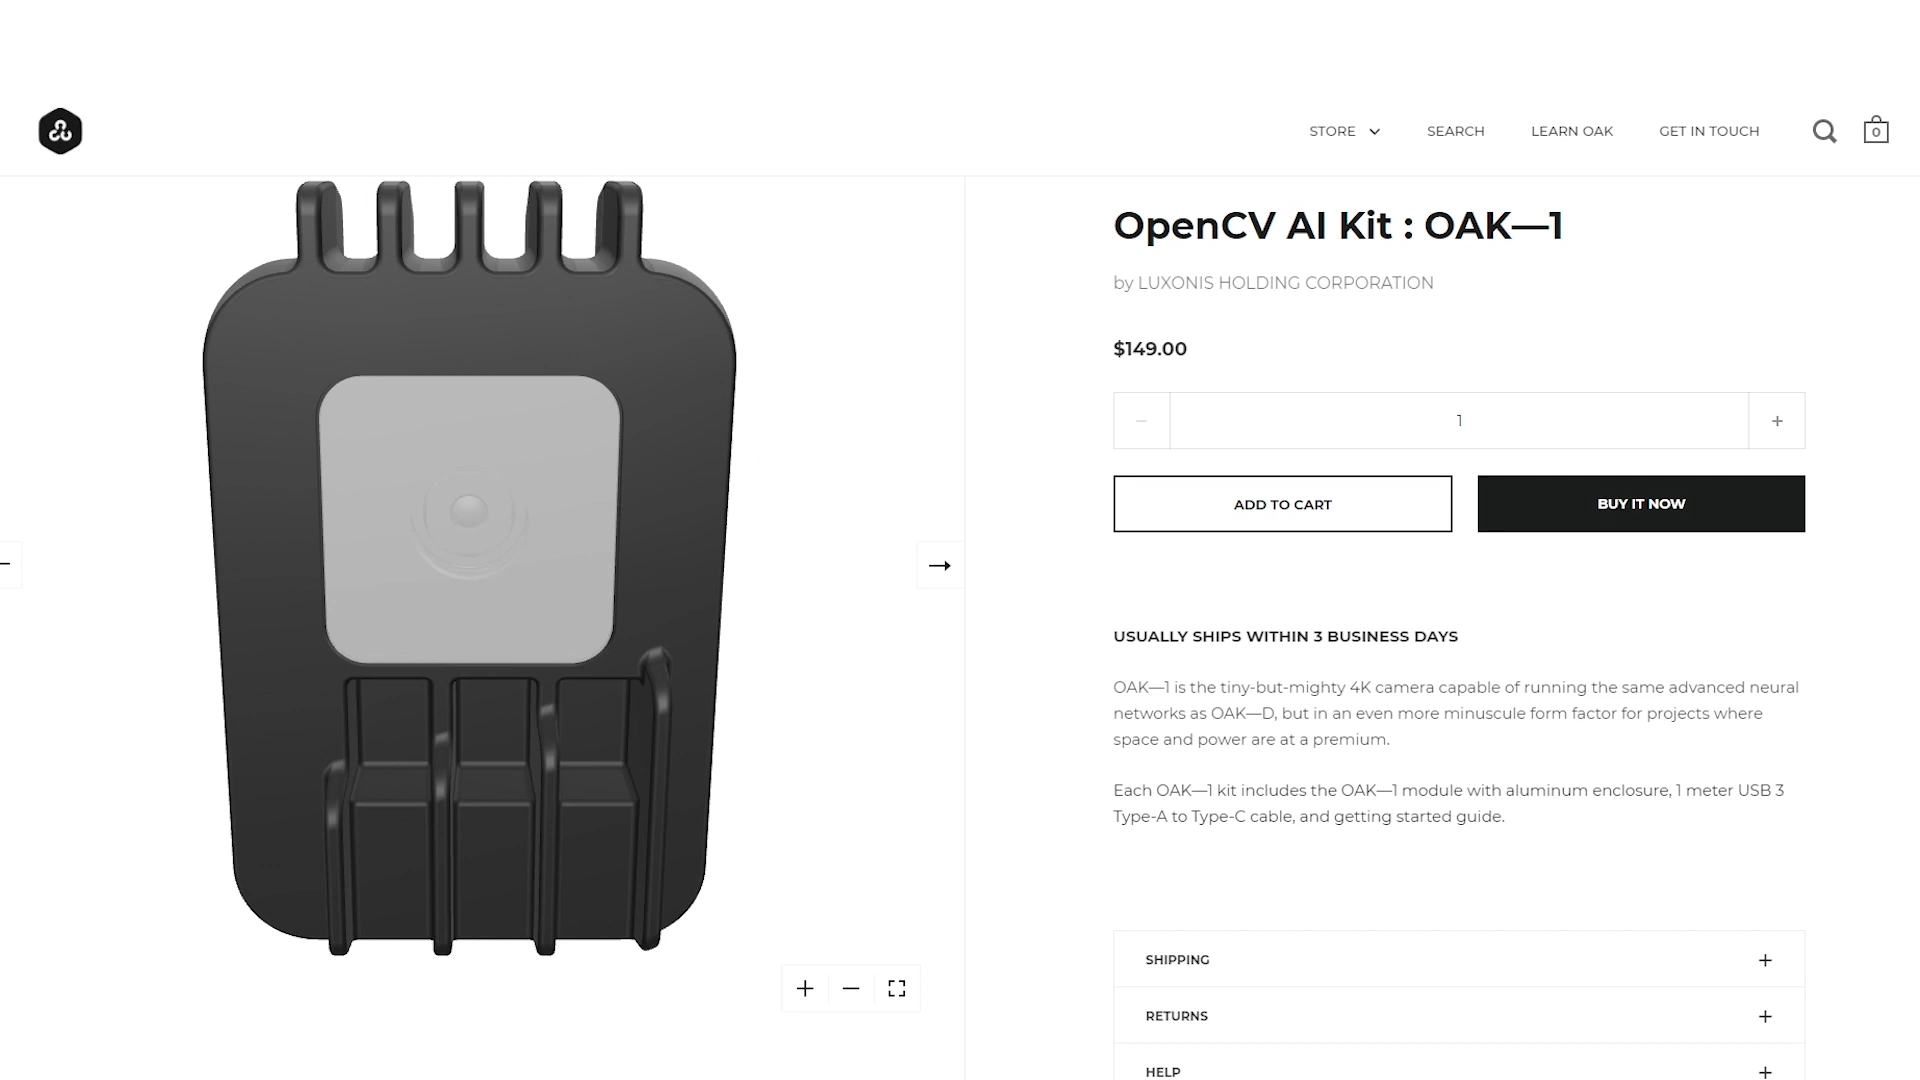 STORE
SEARCH
LEARN OAK
GET IN TOUCH
0
OpenCV AI Kit : OAK—1
by LUXONIS HOLDING CORPORATION
$149.00
1
ADD TO CART
BUY IT NOW
USUALLY SHIPS WITHIN 3 BUSINESS DAYS
OAK—1 is the tiny-but-mighty 4K camera capable of running the same advanced neural
networks as OAK—D, but in an even more minuscule form factor for projects where
space and power are at a premium.
Each OAK—1 kit includes the OAK—1 module with aluminum enclosure, 1 meter USB 3
Type-A to Type-C cable, and getting started guide.
SHIPPING
RETURNS
HELP